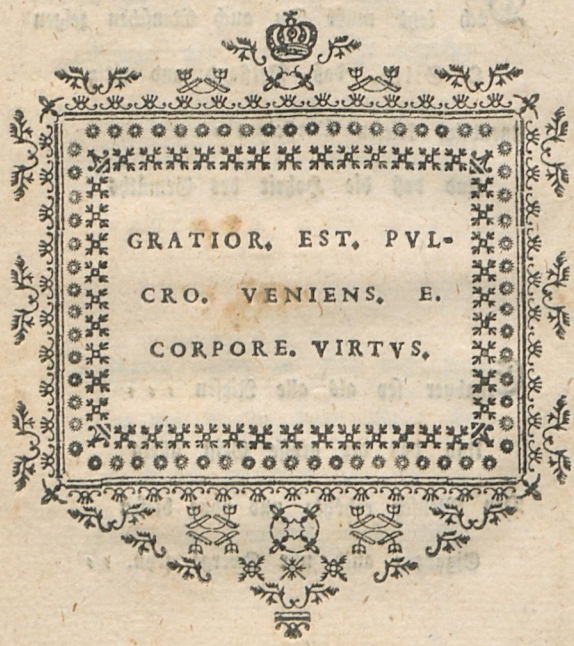 GRATIOR. EST. PVL-
CRO. VENIENS. E.
CORPORE. VIRTVS.